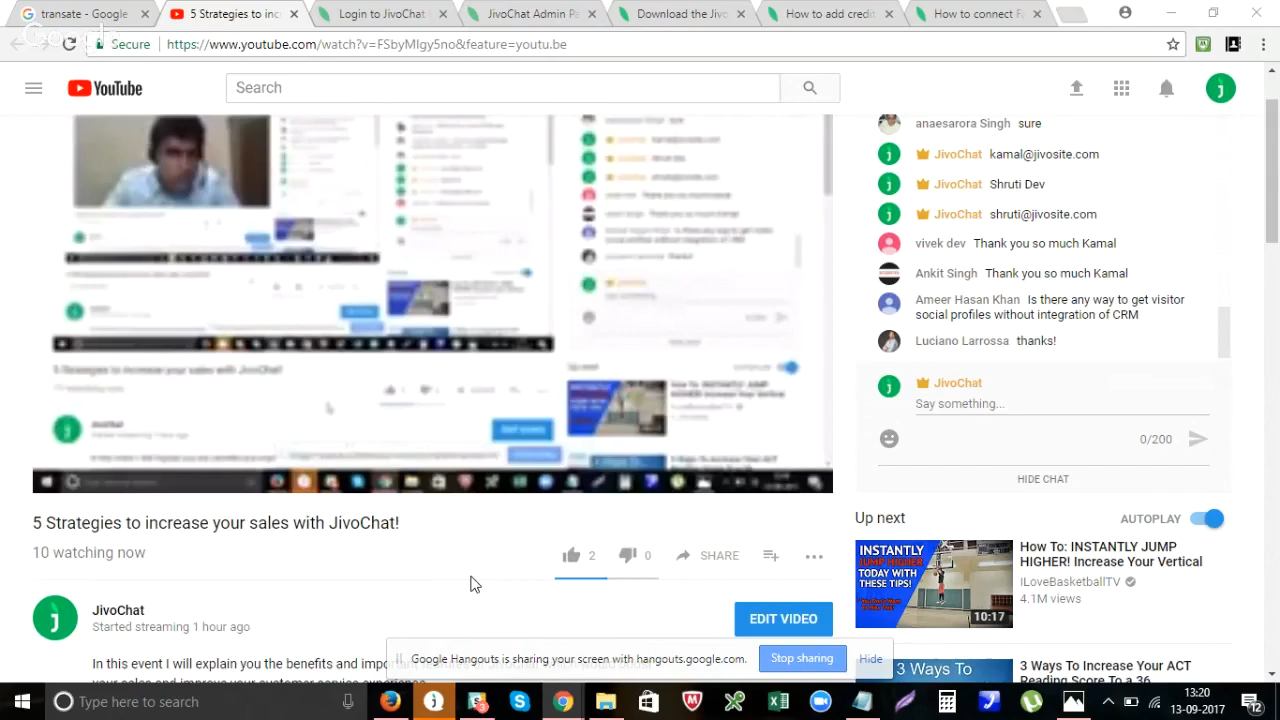 translate - Google
5 Strategies to inc
Login to JivoChat
JivoChat Admin Pa
Download the Jivo
How to add cred
How to connect F
Secure
https://www.youtube.com/watch?v=FSbyMIgy5no&feature=youtu.be
YouTube
Search
anaesarora Singh sure
JivoChat kamal@jivosite.com
JivoChat Shruti Dev
JivoChat shruti@jivosite.com
vivek dev Thank you so much Kamal
Ankit Singh Thank you so much Kamal
Ameer Hasan Khan Is there any way to get visitor
social profiles without integration of CRM
Luciano Larrossa thanks!
JivoChat
Say something...
0/200
HIDE CHAT
5 Strategies to increase your sales with JivoChat!
10 watching now
2
0
SHARE
JivoChat
Started streaming 1 hour ago
EDIT VIDEO
In this event I will explain you the benefits and impor
Up next
AUTOPLAY
INSTANTLY
JUMP
HIGHER!
TODAY WITH
THESE TIPS!
10:17
How To: INSTANTLY JUMP
HIGHER! Increase Your Vertical
ILoveBasketballTV
4.1M views
3 Ways To
3 Ways To Increase Your ACT
Reading Score To a 36
Google Hangouts is sharing your screen with hangouts.google.com.
Stop sharing
Hide
Type here to search
13:20
13-09-2017
12